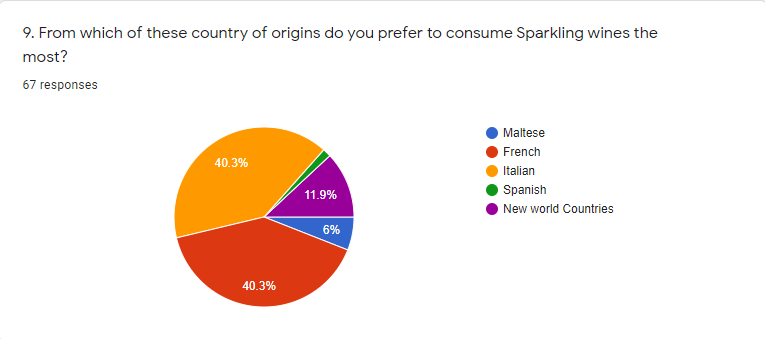 9. From which of these country of origins do you prefer to consume Sparkling wines the
most?
67 responses
Maltese
French
Italian
Spanish
New world Countries
40.3%
11.9%
6%
40.3%